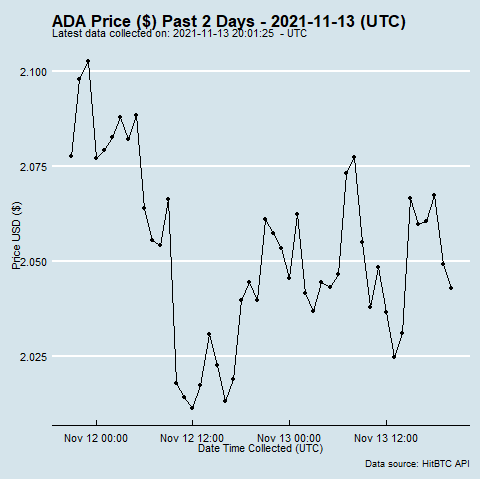 ADA Price ($) Past 2 Days - 2021-11-13 (UTC)
Latest data collected on: 2021-11-13 20:01:25 - UTC
2.100
2.075
2.050
2.025
Price USD ($)
Nov 12 00:00 Nov 12 12:00 Nov 13 00:00 Nov 13 12:00
Date Time Collected (UTC)
Data source: HitBTC API